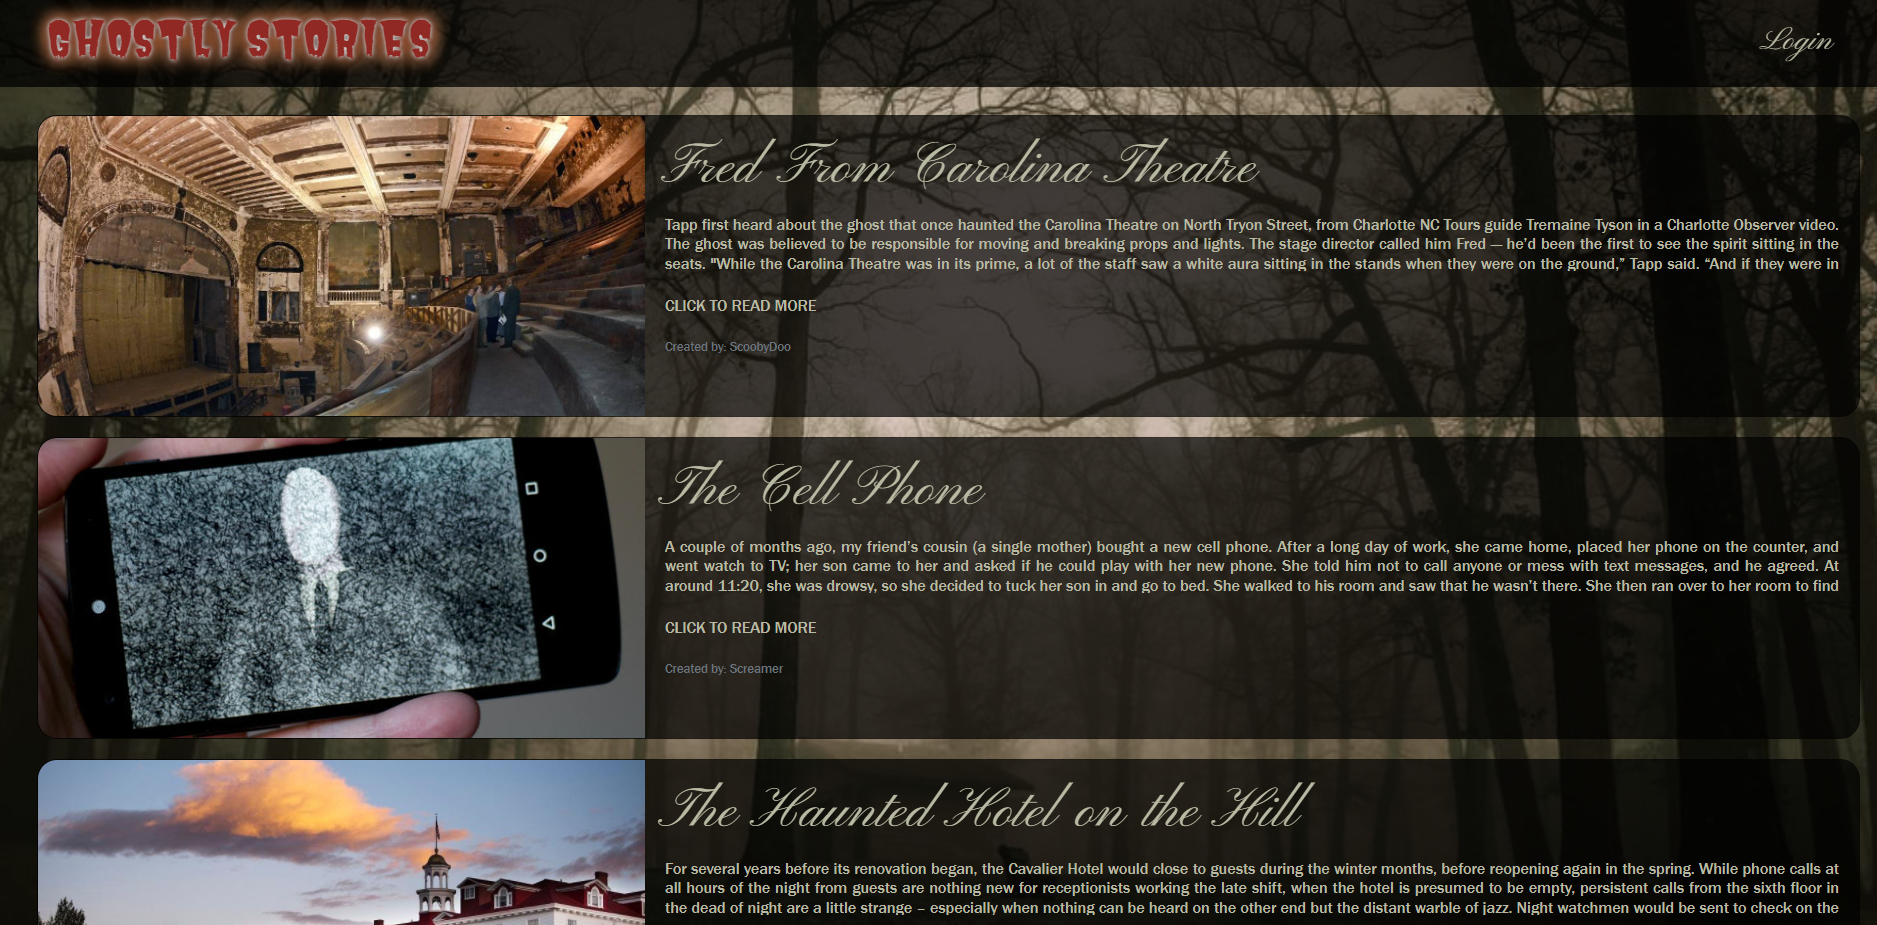 GHOSTLY STORIES
Login
Fred From Carolina Theatre
Tapp first heard about the ghost that once haunted the Carolina Theatre on North Tryon Street, from Charlotte NC Tours guide Tremaine Tyson in a Charlotte Observer video.
The ghost was believed to be responsible for moving and breaking props and lights. The stage director called him Fred — he’d been the first to see the spirit sitting in the
seats. "While the Carolina Theatre was in its prime, a lot of the staff saw a white aura sitting in the stands when they were on the ground,” Tapp said. “And if they were in
CLICK TO READ MORE
Created by: ScoobyDoo
The Cell Phone
A couple of months ago, my friend’s cousin (a single mother) bought a new cell phone. After a long day of work, she came home, placed her phone on the counter, and
went watch to TV; her son came to her and asked if he could play with her new phone. She told him not to call anyone or mess with text messages, and he agreed. At
around 11:20, she was drowsy, so she decided to tuck her son in and go to bed. She walked to his room and saw that he wasn’t there. She then ran over to her room to find
CLICK TO READ MORE
Created by: Screamer
The Haunted Hotel on the Hill
For several years before its renovation began, the Cavalier Hotel would close to guests during the winter months, before reopening again in the spring. While phone calls at
all hours of the night from guests are nothing new for receptionists working the late shift, when the hotel is presumed to be empty, persistent calls from the sixth floor in
the dead of night are a little strange – especially when nothing can be heard on the other end but the distant warble of jazz. Night watchmen would be sent to check on the